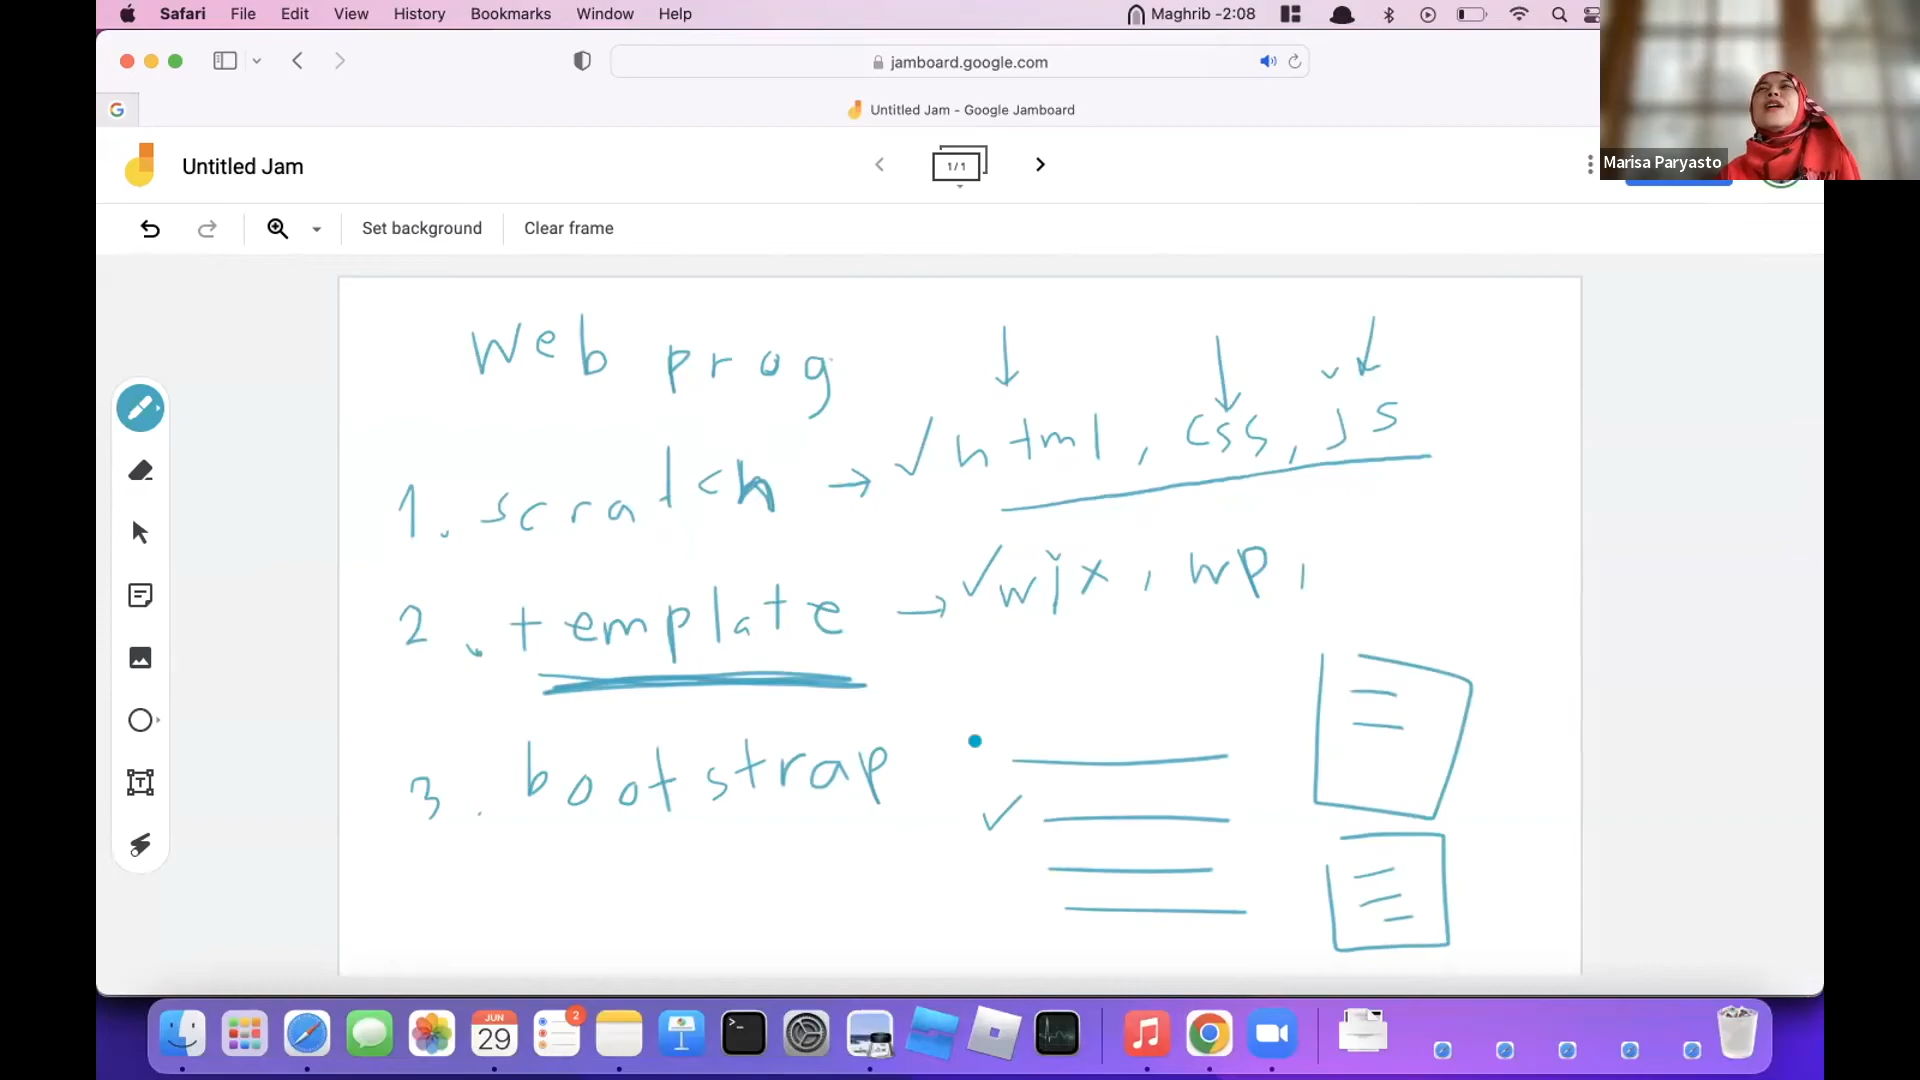 Safari File Edit View History Bookmarks Window Help Maghrib -2:08
jamboard.google.com
Untitled Jam - Google Jamboard
Untitled Jam
1/1
Marisa Paryasto
Set background Clear frame
Web prog
1. scratch → ✓ html, css, js
2. template → ✓ wix, wp,
3. bootstrap
JUN
29
2